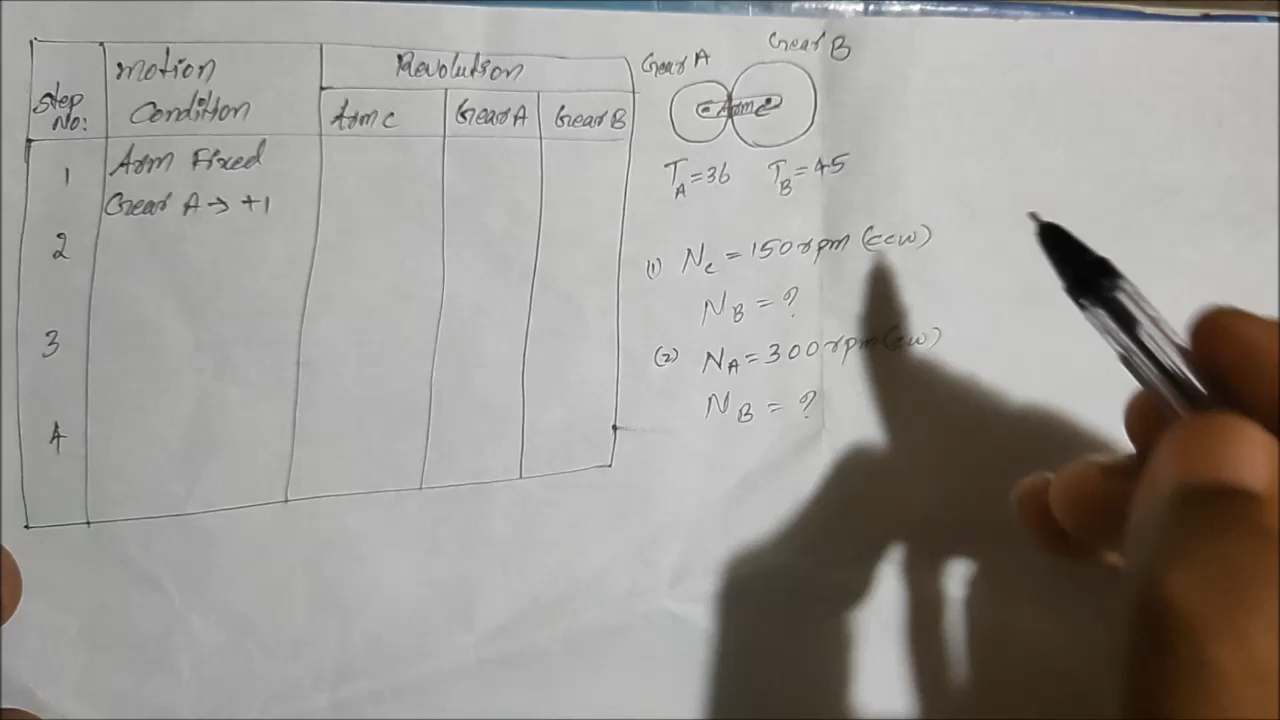 Step No:
Motion Condition
Revolution
Arm C
Gear A
Gear B
1
Arm Fixed
Gear A → +1
2
3
4
Gear A
Gear B
Arm C
T_A = 36
T_B = 45
(1) N_C = 150 rpm (ccw)
N_B = ?
(2) N_A = 300 rpm (cw)
N_B = ?